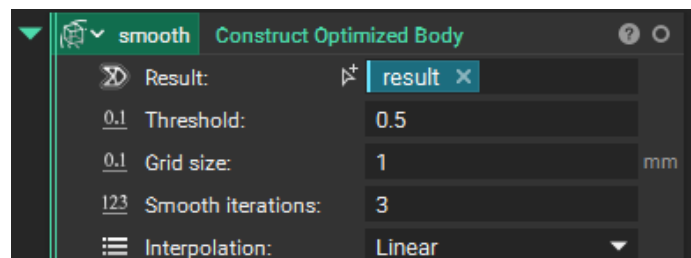 smooth Construct Optimized Body ?
Result: result ×
0.1 Threshold: 0.5
0.1 Grid size: 1 mm
123 Smooth iterations: 3
Interpolation: Linear